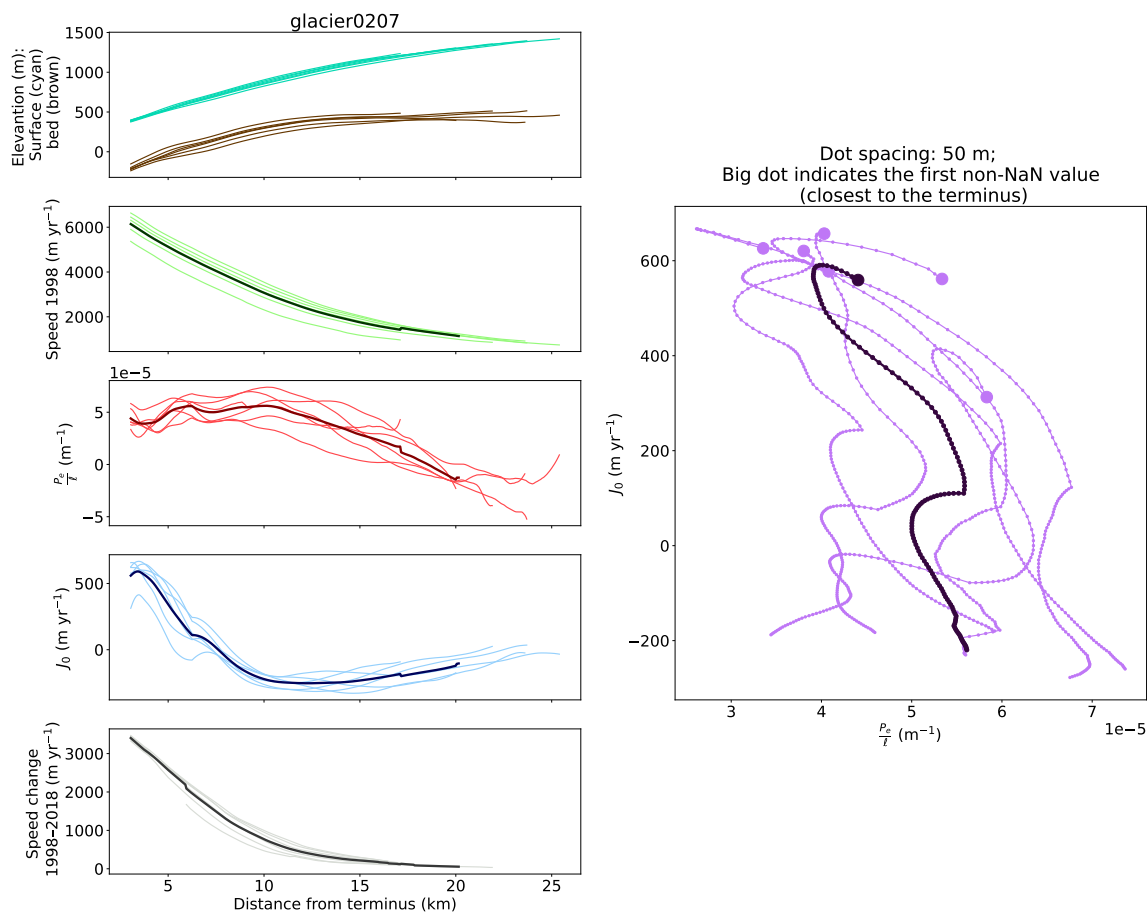 glacier0207
Elevantion (m):
Surface (cyan)
bed (brown)
1500
1000
500
0
Speed 1998 (m yr⁻¹)
6000
4000
2000
1e−5
P_e/ℓ (m⁻¹)
5
0
−5
J₀ (m yr⁻¹)
500
0
Speed change
1998–2018 (m yr⁻¹)
3000
2000
1000
0
5 10 15 20 25
Distance from terminus (km)
Dot spacing: 50 m;
Big dot indicates the first non-NaN value
(closest to the terminus)
J₀ (m yr⁻¹)
600
400
200
0
−200
3 4 5 6 7
1e−5
P_e/ℓ (m⁻¹)